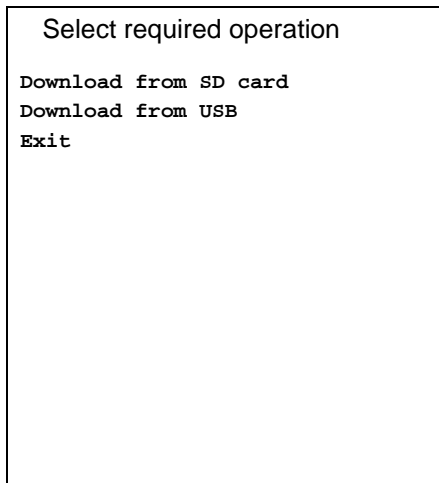 Select required operation
Download from SD card
Download from USB
Exit